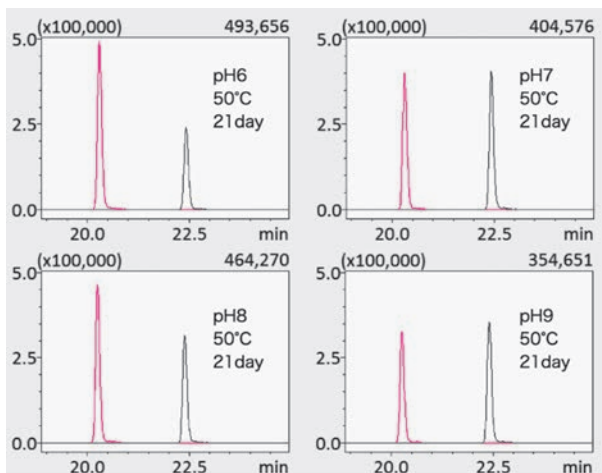 (x100,000) 493,656
5.0
pH6
50°C
21day
2.5
0.0
20.0 22.5 min
(x100,000) 404,576
5.0
pH7
50°C
21day
2.5
0.0
20.0 22.5 min
(x100,000) 464,270
5.0
pH8
50°C
21day
2.5
0.0
20.0 22.5 min
(x100,000) 354,651
5.0
pH9
50°C
21day
2.5
0.0
20.0 22.5 min